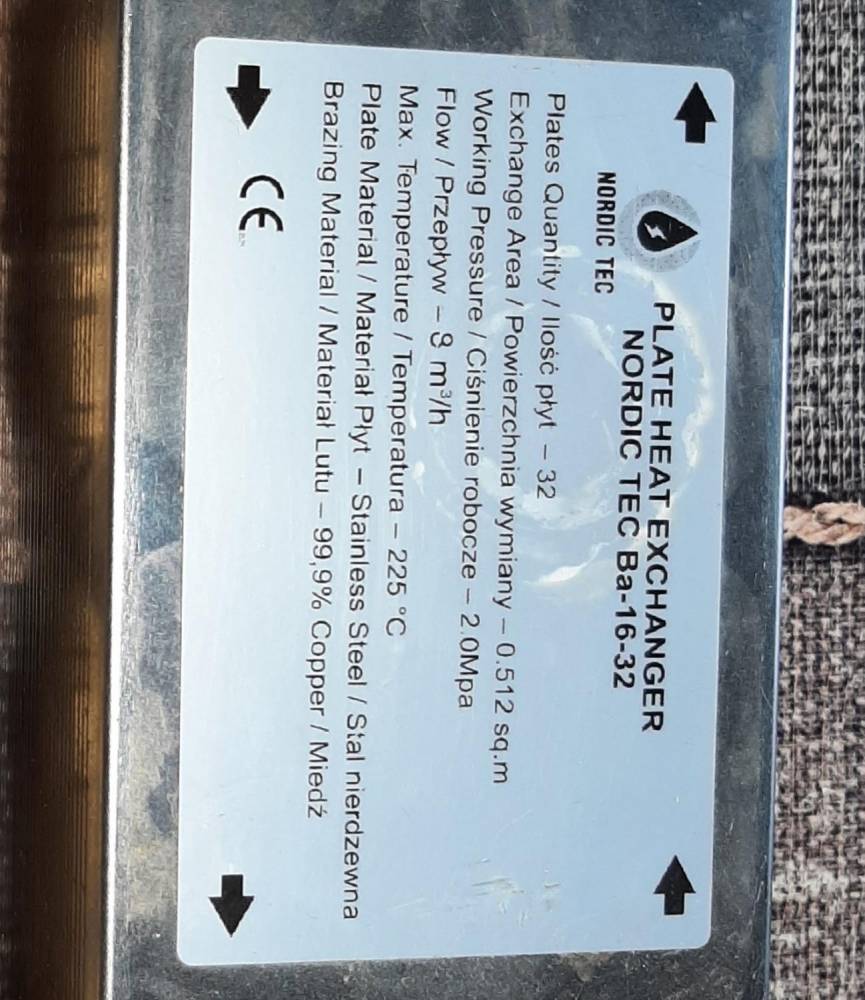 PLATE HEAT EXCHANGER
NORDIC TEC Ba-16-32
NORDIC TEC
Plates Quantity / Ilość płyt – 32
Exchange Area / Powierzchnia wymiany – 0.512 sq.m
Working Pressure / Ciśnienie robocze – 2.0Mpa
Flow / Przepływ – 9 m³/h
Max. Temperature / Temperatura – 225 °C
Plate Material / Materiał Płyt – Stainless Steel / Stal nierdzewna
Brazing Material / Materiał Lutu – 99,9% Copper / Miedź
CE